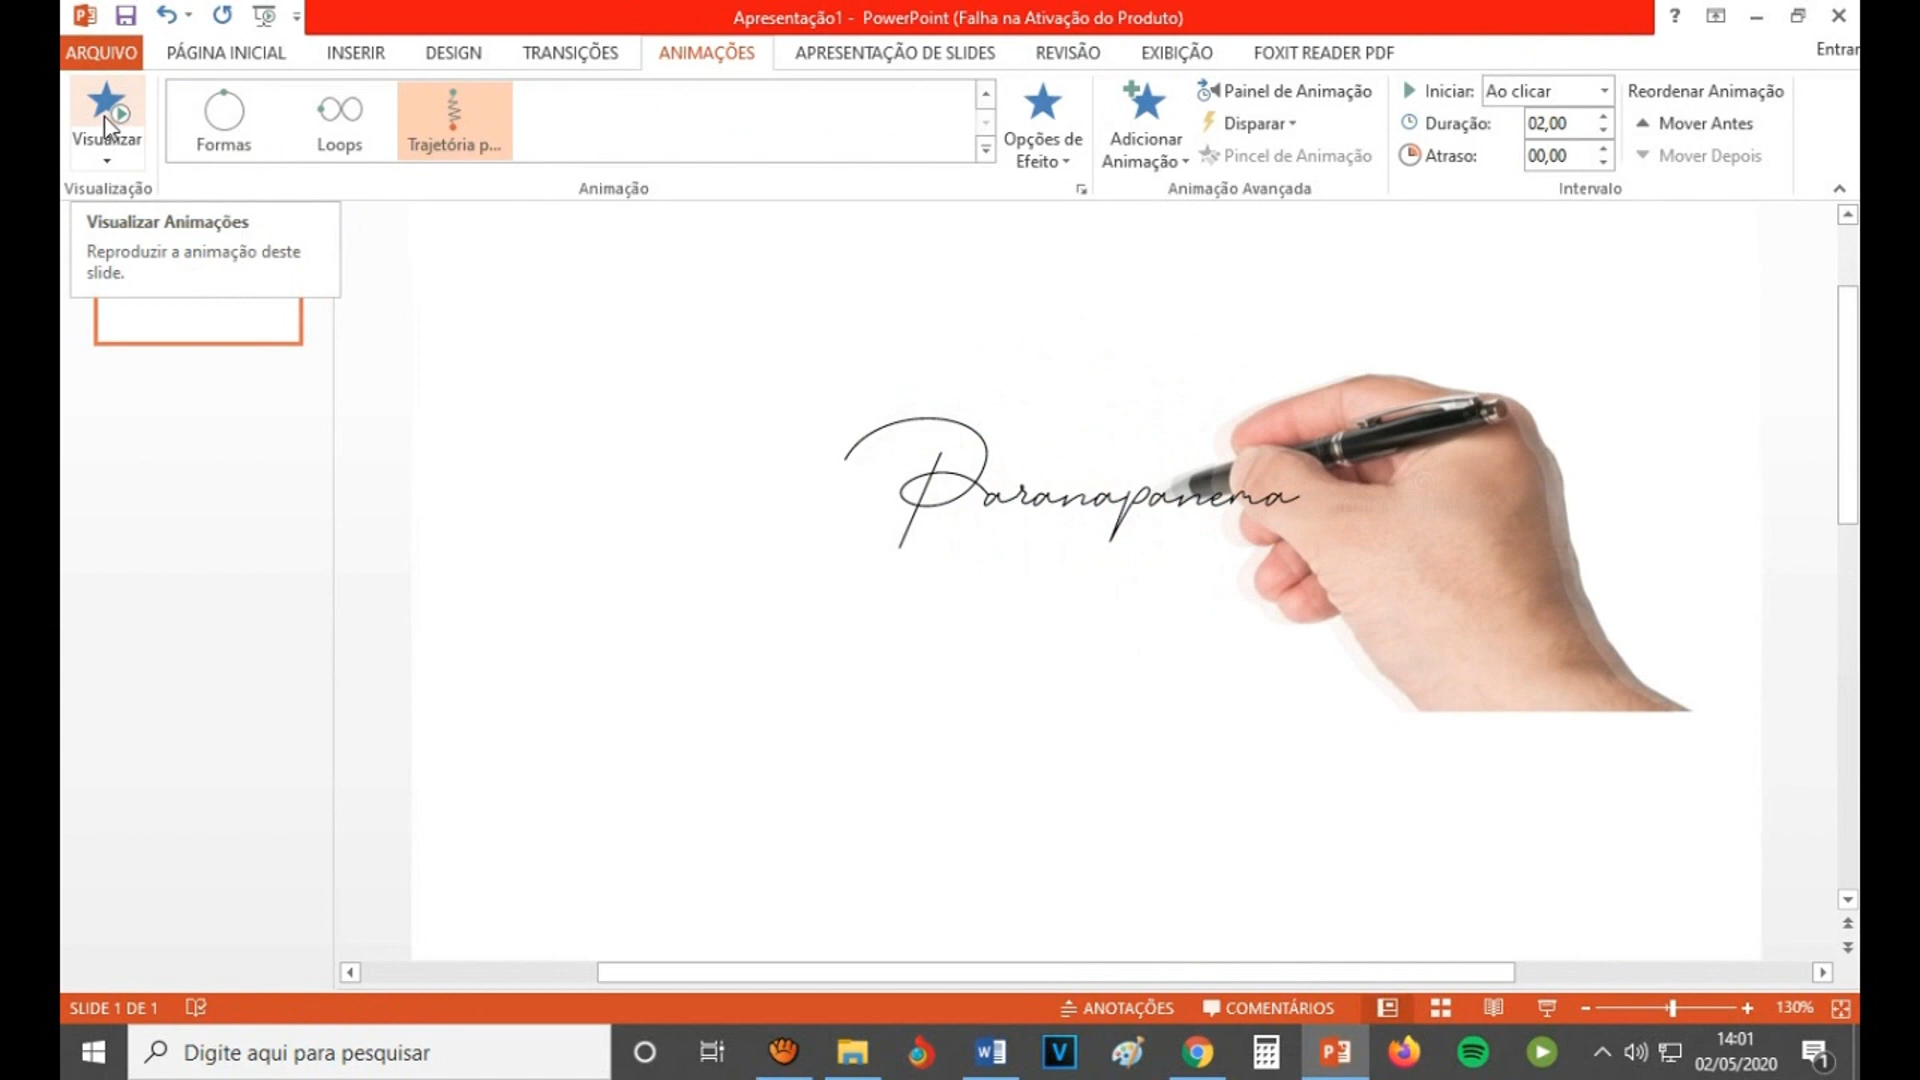 Apresentação1 - PowerPoint (Falha na Ativação do Produto)
?
ARQUIVO PÁGINA INICIAL INSERIR DESIGN TRANSIÇÕES ANIMAÇÕES APRESENTAÇÃO DE SLIDES REVISÃO EXIBIÇÃO FOXIT READER PDF Entrar
Visualizar
Formas Loops Trajetória p...
Opções de Efeito
Adicionar Animação
Painel de Animação
Disparar
Pincel de Animação
Iniciar: Ao clicar
Duração: 02,00
Atraso: 00,00
Reordenar Animação
Mover Antes
Mover Depois
Visualização Animação Animação Avançada Intervalo
Visualizar Animações
Reproduzir a animação deste
slide.
Paranapanema
SLIDE 1 DE 1 ANOTAÇÕES COMENTÁRIOS 130%
Digite aqui para pesquisar
14:01
02/05/2020
1